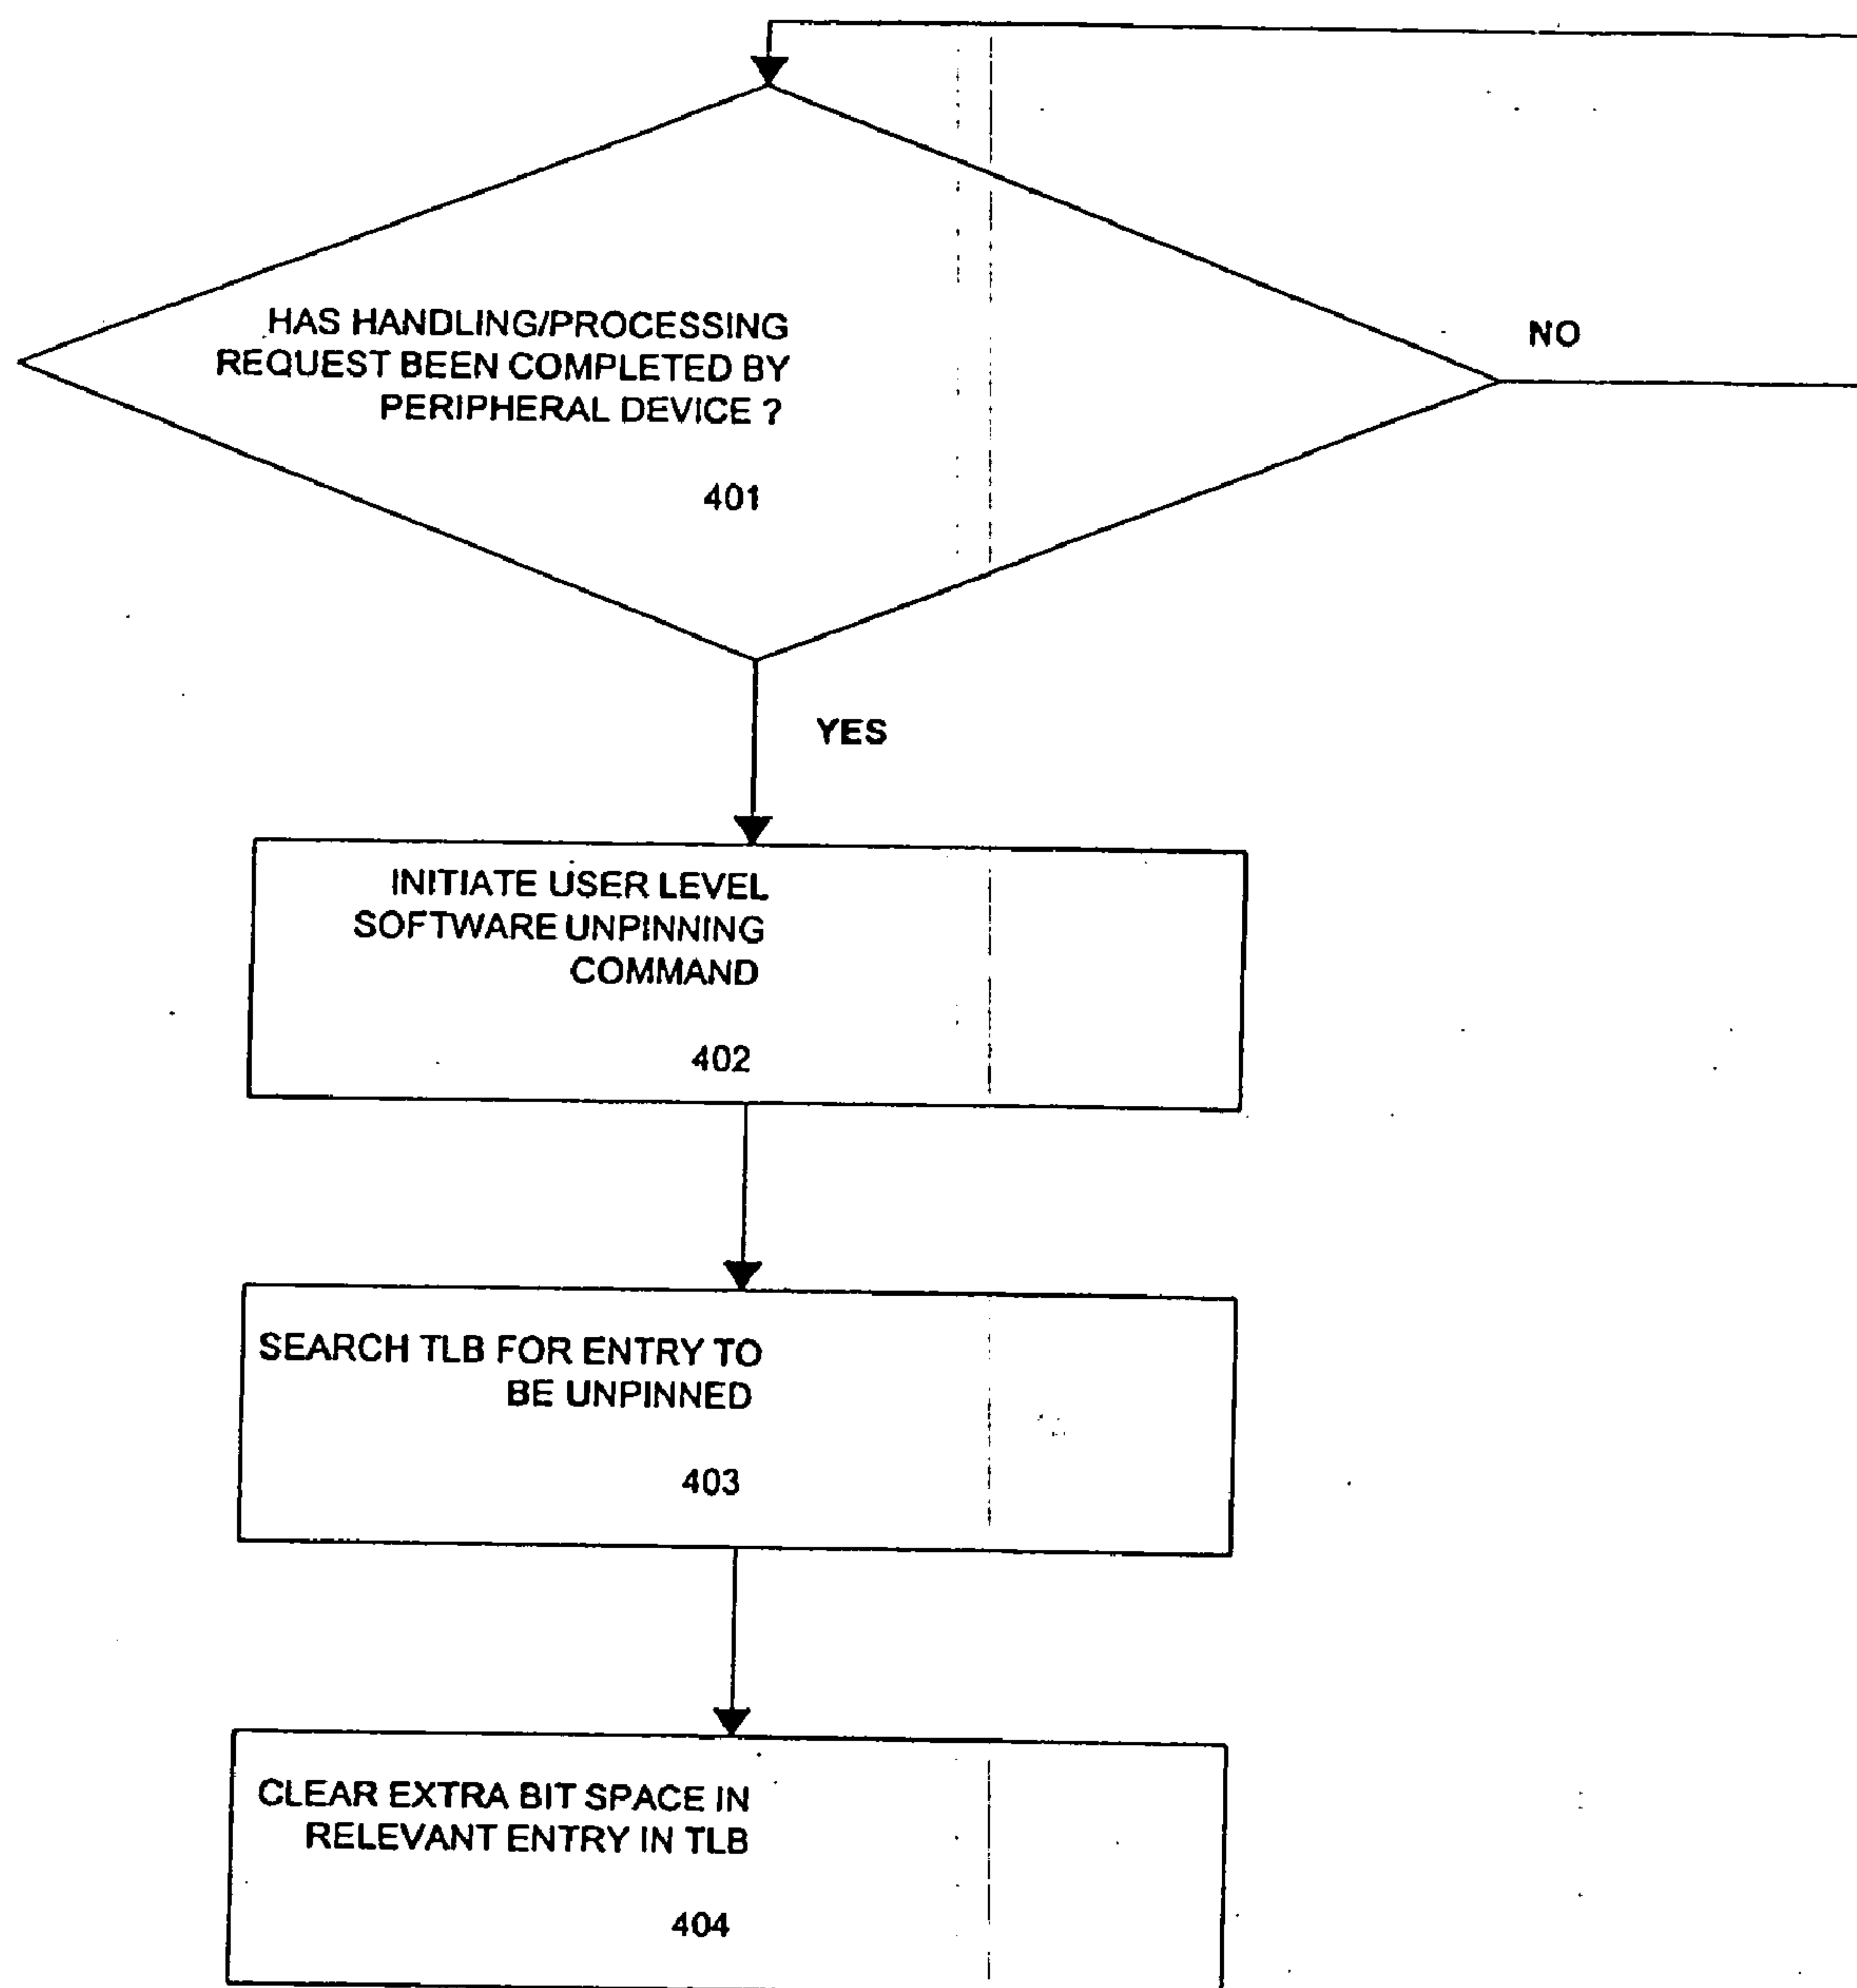 HAS HANDLING/PROCESSING
REQUEST BEEN COMPLETED BY
PERIPHERAL DEVICE ?
401
NO
YES
INITIATE USER LEVEL
SOFTWARE UNPINNING
COMMAND
402
SEARCH TLB FOR ENTRY TO
BE UNPINNED
403
CLEAR EXTRA BIT SPACE IN
RELEVANT ENTRY IN TLB
404